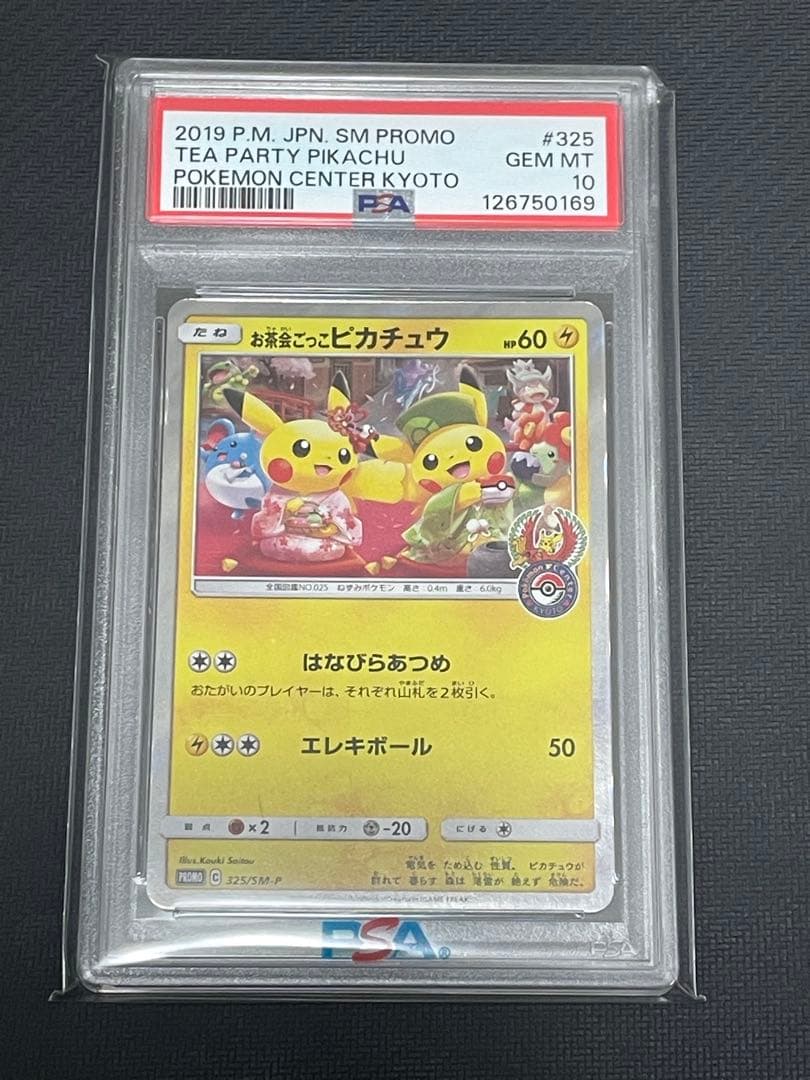 2019 P.M. JPN. SM PROMO #325
TEA PARTY PIKACHU GEM MT
POKEMON CENTER KYOTO 10
PSA 126750169
たね お茶会ごっこピカチュウ HP60
Pokémon Center
KYOTO
全国図鑑NO.025 ねずみポケモン 高さ:0.4m 重さ:6.0kg
はなびらあつめ
おたがいのプレイヤーは、それぞれ山札を2枚引く。
エレキボール 50
弱点 ×2 抵抗力 -20 にげる
Illus.Kouki Saitou
電気を ため込む 性質。 ピカチュウが
群れて 暮らす 森は 落雷が 絶えず 危険だ。
PROMO C 325/SM-P
GAME FREAK
PSA
PSA